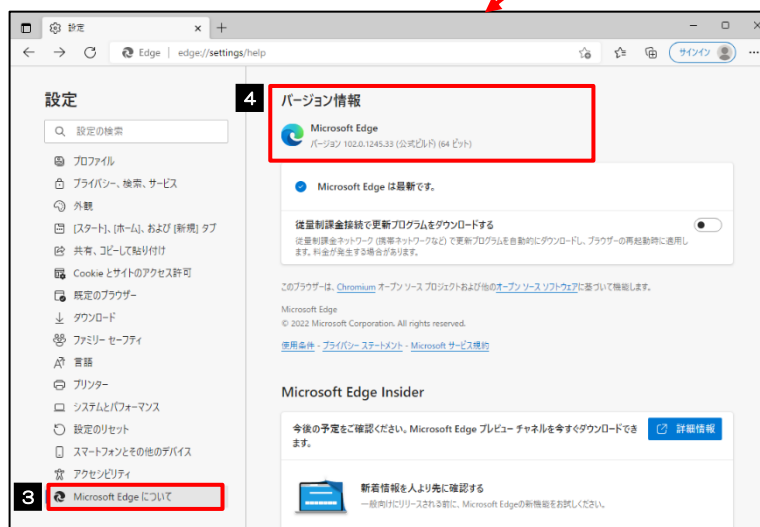 設定
Edge | edge://settings/help
サインイン
設定
設定の検索
プロファイル
プライバシー、検索、サービス
外観
[スタート]、[ホーム]、および [新規] タブ
共有、コピーして貼り付け
Cookie とサイトのアクセス許可
既定のブラウザー
ダウンロード
ファミリー セーフティ
言語
プリンター
システムとパフォーマンス
設定のリセット
スマートフォンとその他のデバイス
アクセシビリティ
3
Microsoft Edge について
4
バージョン情報
Microsoft Edge
バージョン 102.0.1245.33 (公式ビルド) (64 ビット)
Microsoft Edge は最新です。
従量制課金接続で更新プログラムをダウンロードする
従量制課金ネットワーク (携帯ネットワークなど) で更新プログラムを自動的にダウンロードし、ブラウザーの再起動時に適用し
ます。料金が発生する場合があります。
このブラウザーは、Chromium オープン ソース プロジェクトおよび他のオープン ソース ソフトウェアに基づいて機能します。
Microsoft Edge
© 2022 Microsoft Corporation. All rights reserved.
使用条件 - プライバシー ステートメント - Microsoft サービス規約
Microsoft Edge Insider
今後の予定をご確認ください。Microsoft Edge プレビュー チャネルを今すぐダウンロードでき
ます。
詳細情報
新着情報を人より先に確認する
一般向けにリリースされる前に、Microsoft Edgeの新機能をお試しください。